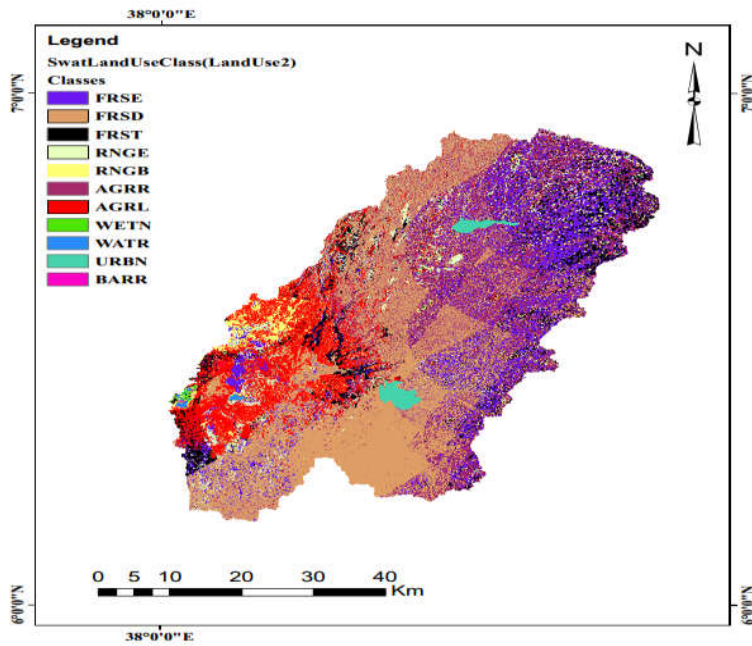 38°0'0"E
Legend
SwatLandUseClass(LandUse2)
Classes
FRSE
FRSD
FRST
RNGE
RNGB
AGRR
AGRL
WETN
WATR
URBN
BARR
N
7°0'0"N
7°0'0"N
0 5 10 20 30 40
Km
6°0'0"N
6°0'0"N
38°0'0"E